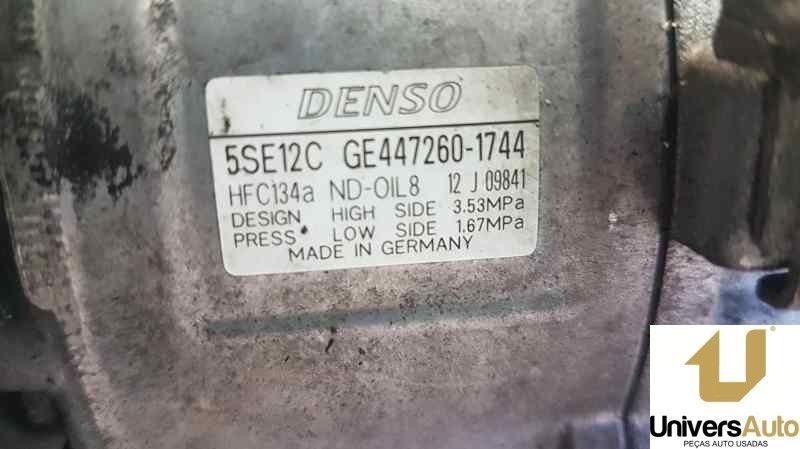 DENSO
5SE12C GE447260-1744
HFC134a ND-OIL8 12 J 09841
DESIGN HIGH SIDE 3.53MPa
PRESS. LOW SIDE 1.67MPa
MADE IN GERMANY
UniversAuto
PEÇAS AUTO USADAS